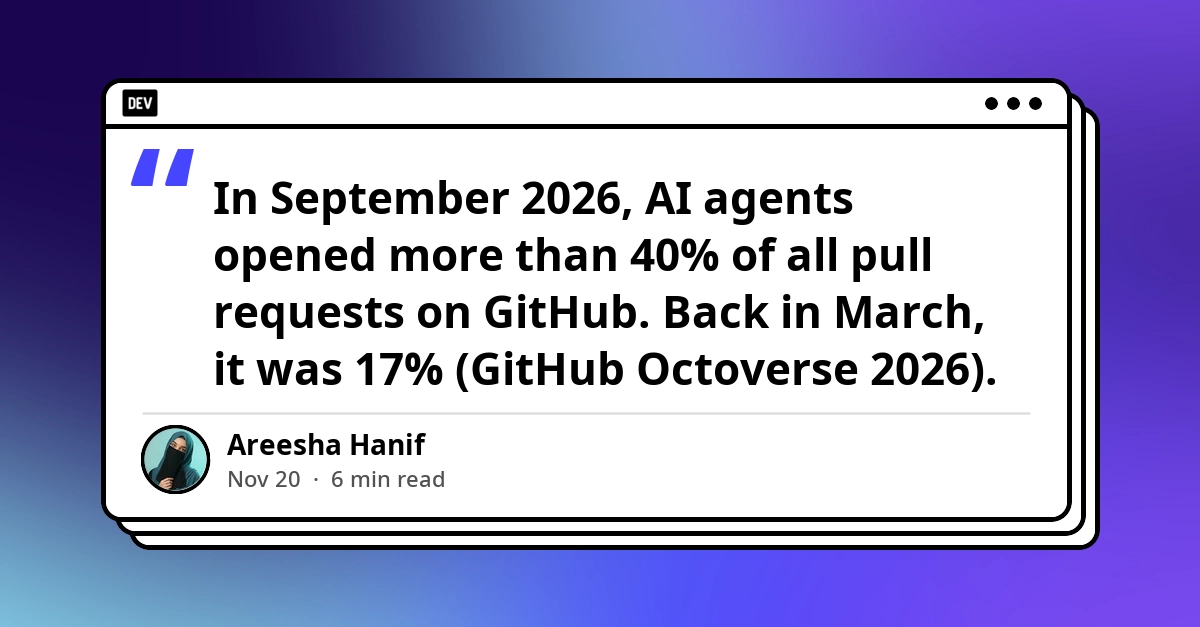 DEV
“ In September 2026, AI agents
opened more than 40% of all pull
requests on GitHub. Back in March,
it was 17% (GitHub Octoverse 2026).
Areesha Hanif
Nov 20 · 6 min read